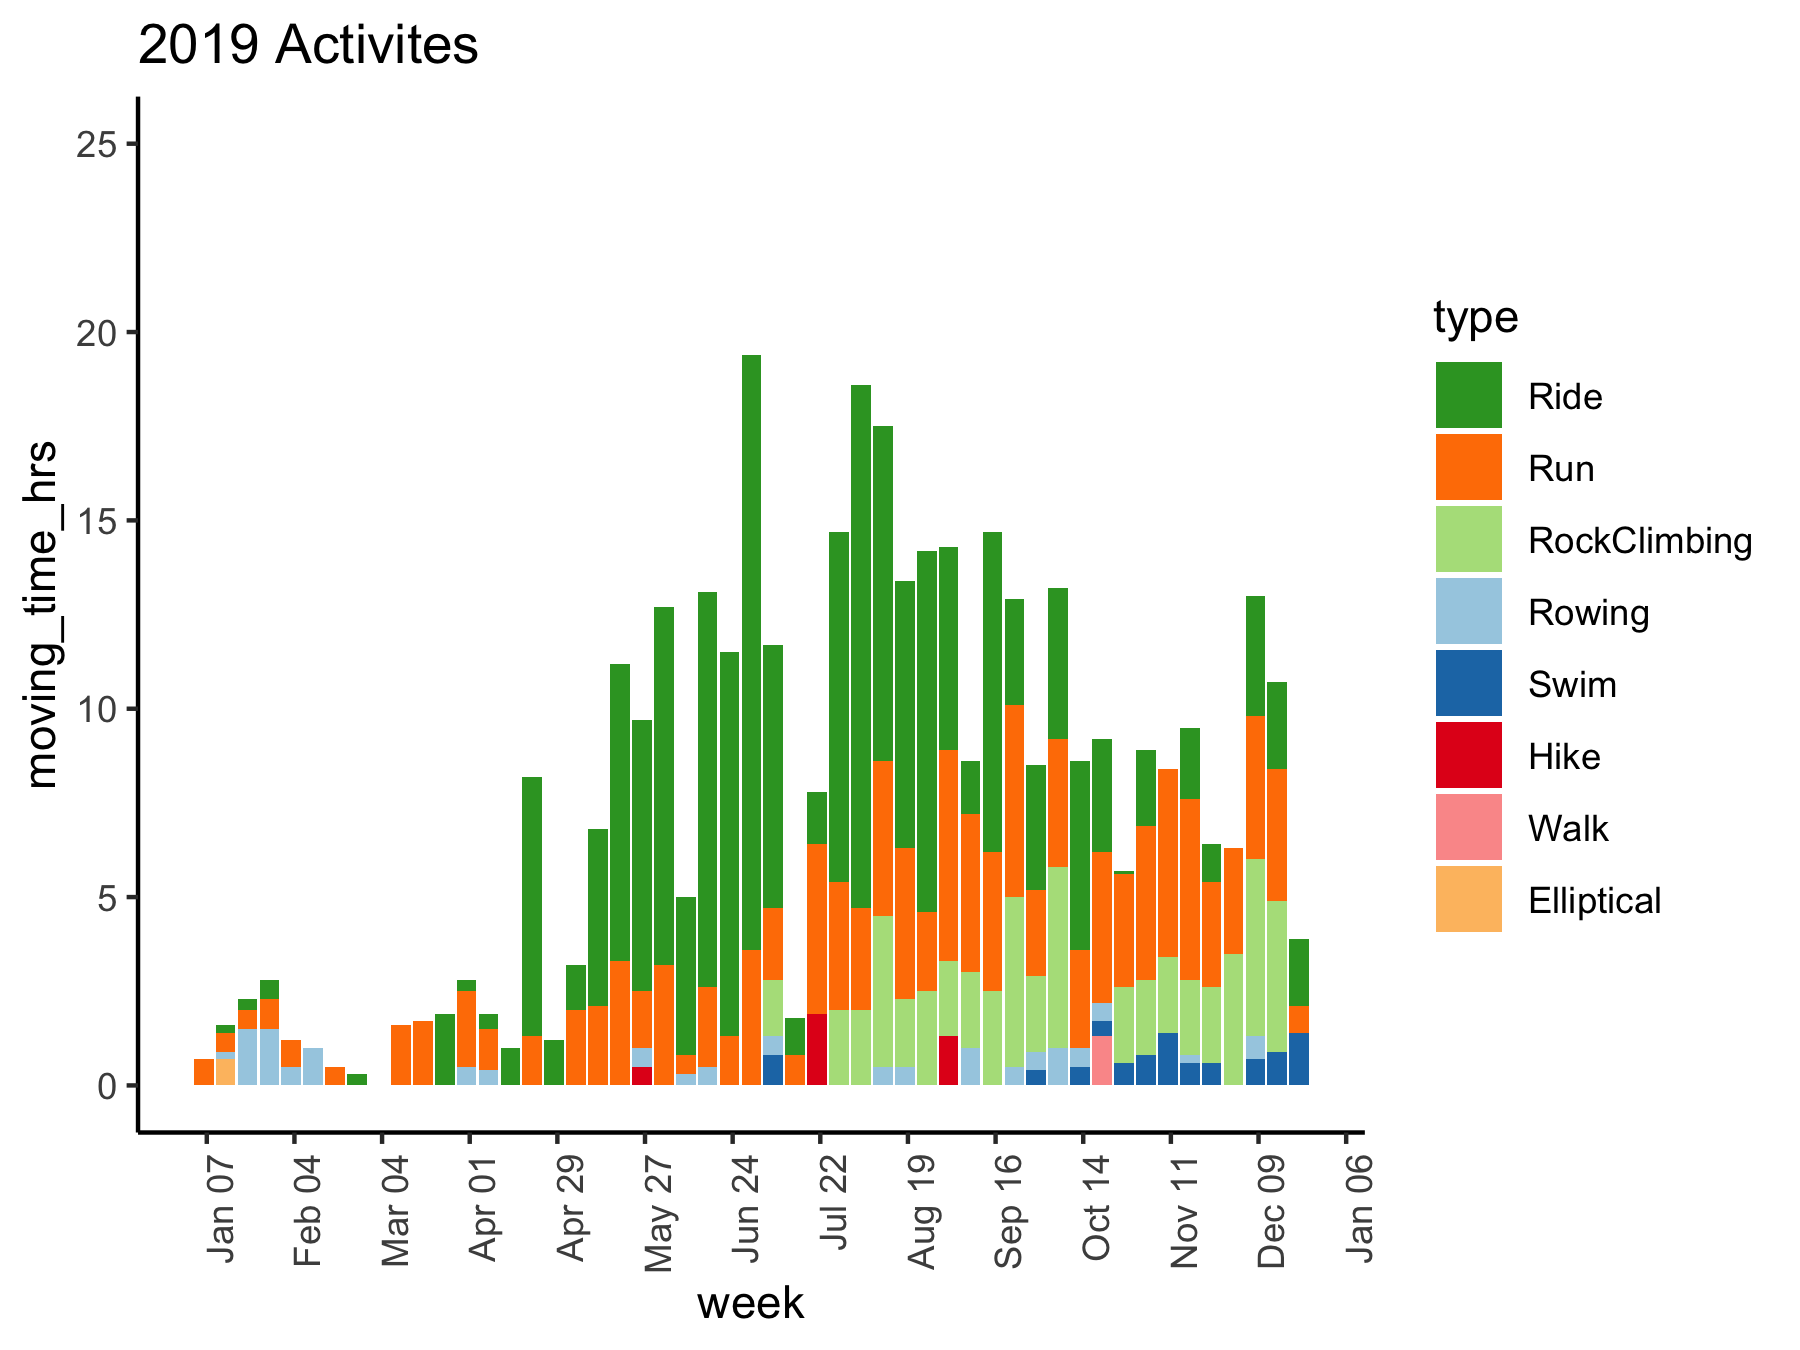 2019 Activites
moving_time_hrs
25
20
15
10
5
0
Jan 07
Feb 04
Mar 04
Apr 01
Apr 29
May 27
Jun 24
Jul 22
Aug 19
Sep 16
Oct 14
Nov 11
Dec 09
Jan 06
week
type
Ride
Run
RockClimbing
Rowing
Swim
Hike
Walk
Elliptical